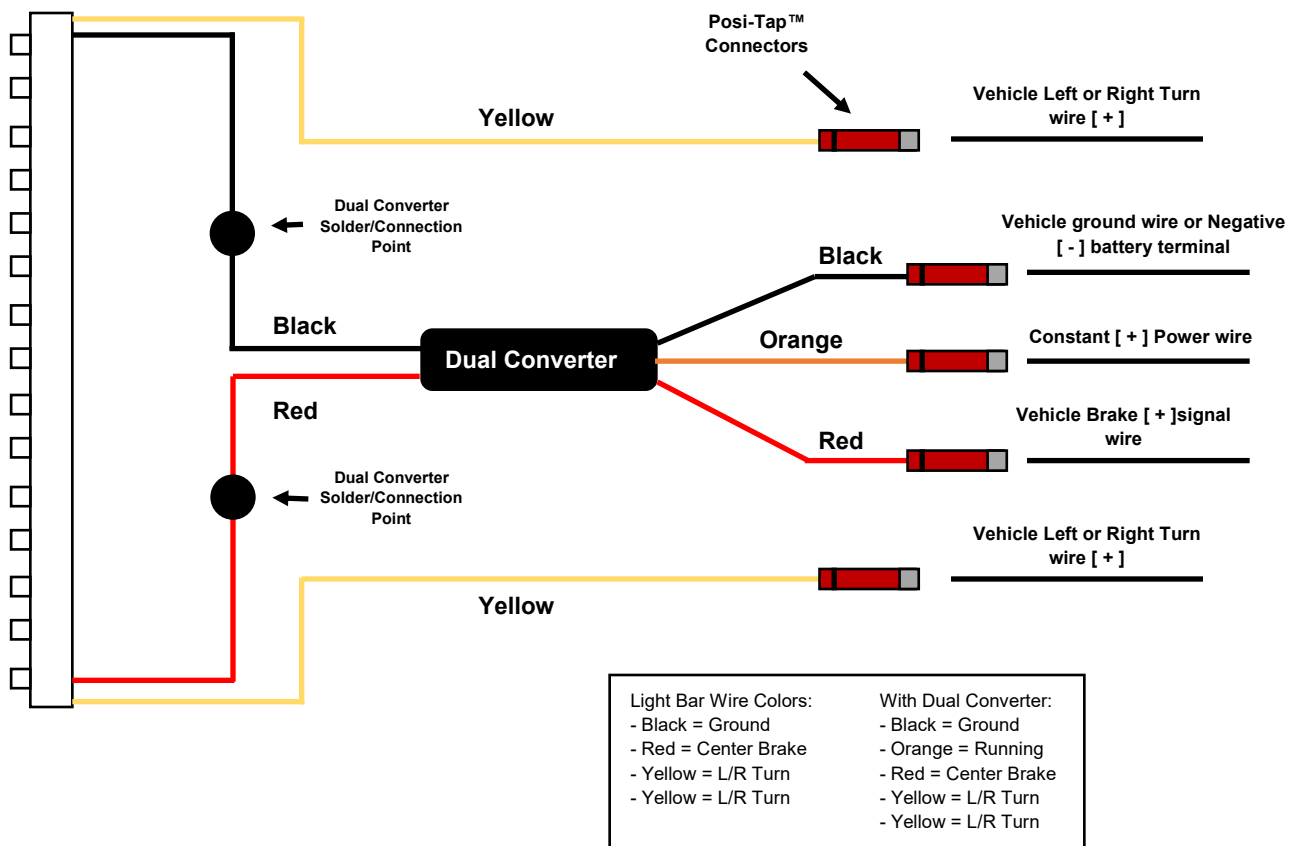 Posi-Tap™
Connectors
Vehicle Left or Right Turn
wire [ + ]
Yellow
Dual Converter
Solder/Connection
Point
Vehicle ground wire or Negative
[ - ] battery terminal
Black
Black
Orange
Constant [ + ] Power wire
Dual Converter
Red
Vehicle Brake [ + ]signal
wire
Red
Dual Converter
Solder/Connection
Point
Vehicle Left or Right Turn
wire [ + ]
Yellow
Light Bar Wire Colors:
- Black = Ground
- Red = Center Brake
- Yellow = L/R Turn
- Yellow = L/R Turn
With Dual Converter:
- Black = Ground
- Orange = Running
- Red = Center Brake
- Yellow = L/R Turn
- Yellow = L/R Turn